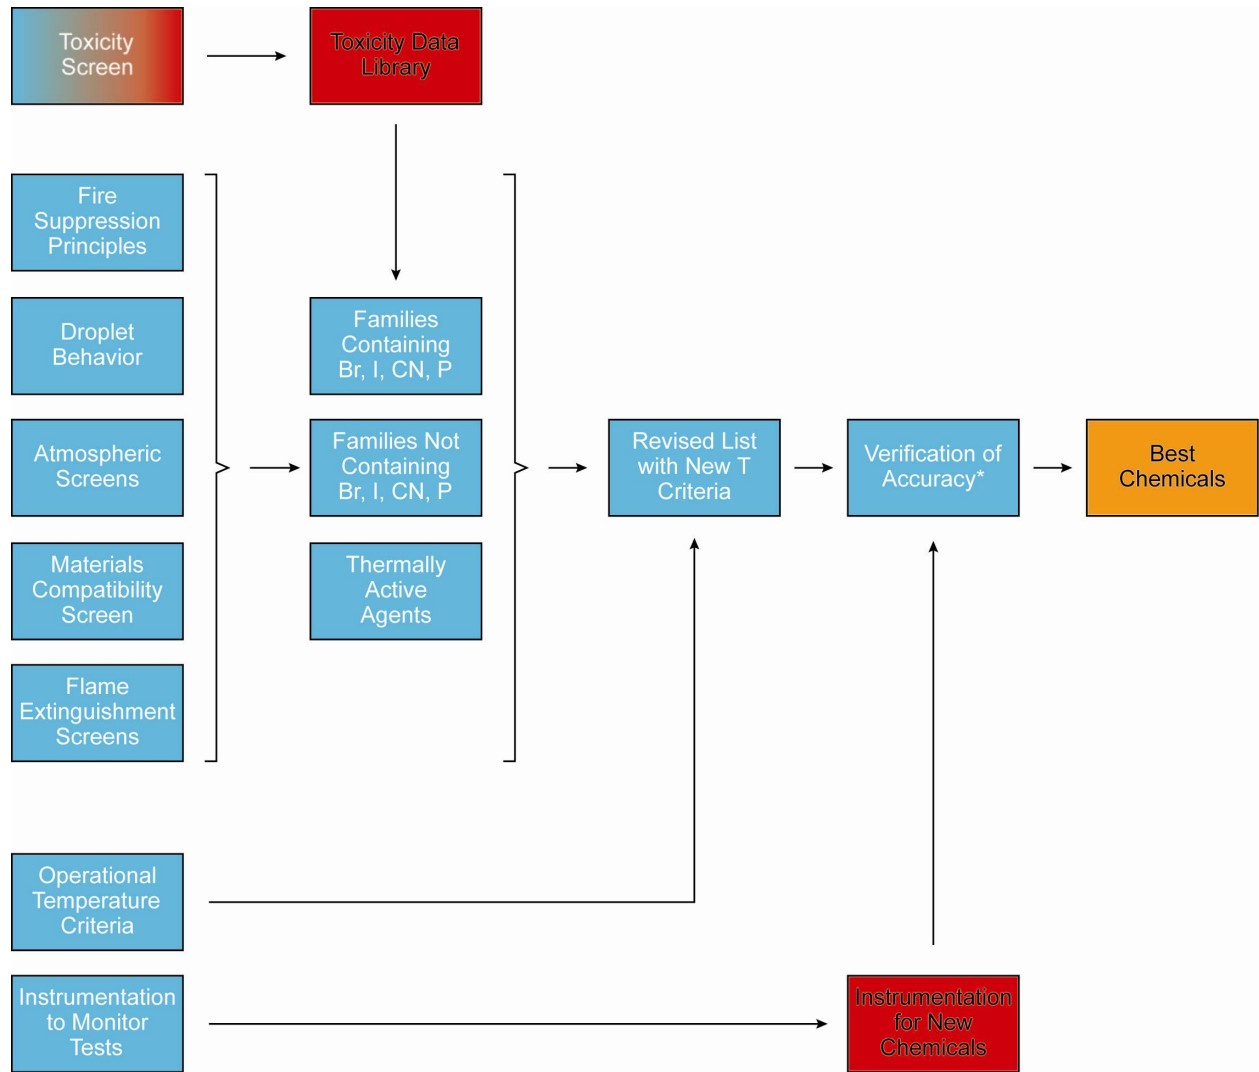 Toxicity
Screen
Toxicity Data
Library
Fire
Suppression
Principles
Droplet
Behavior
Families
Containing
Br, I, CN, P
Atmospheric
Screens
Families Not
Containing
Br, I, CN, P
Revised List
with New T
Criteria
Verification of
Accuracy*
Best
Chemicals
Materials
Compatibility
Screen
Thermally
Active
Agents
Flame
Extinguishment
Screens
Operational
Temperature
Criteria
Instrumentation
to Monitor
Tests
Instrumentation
for New
Chemicals